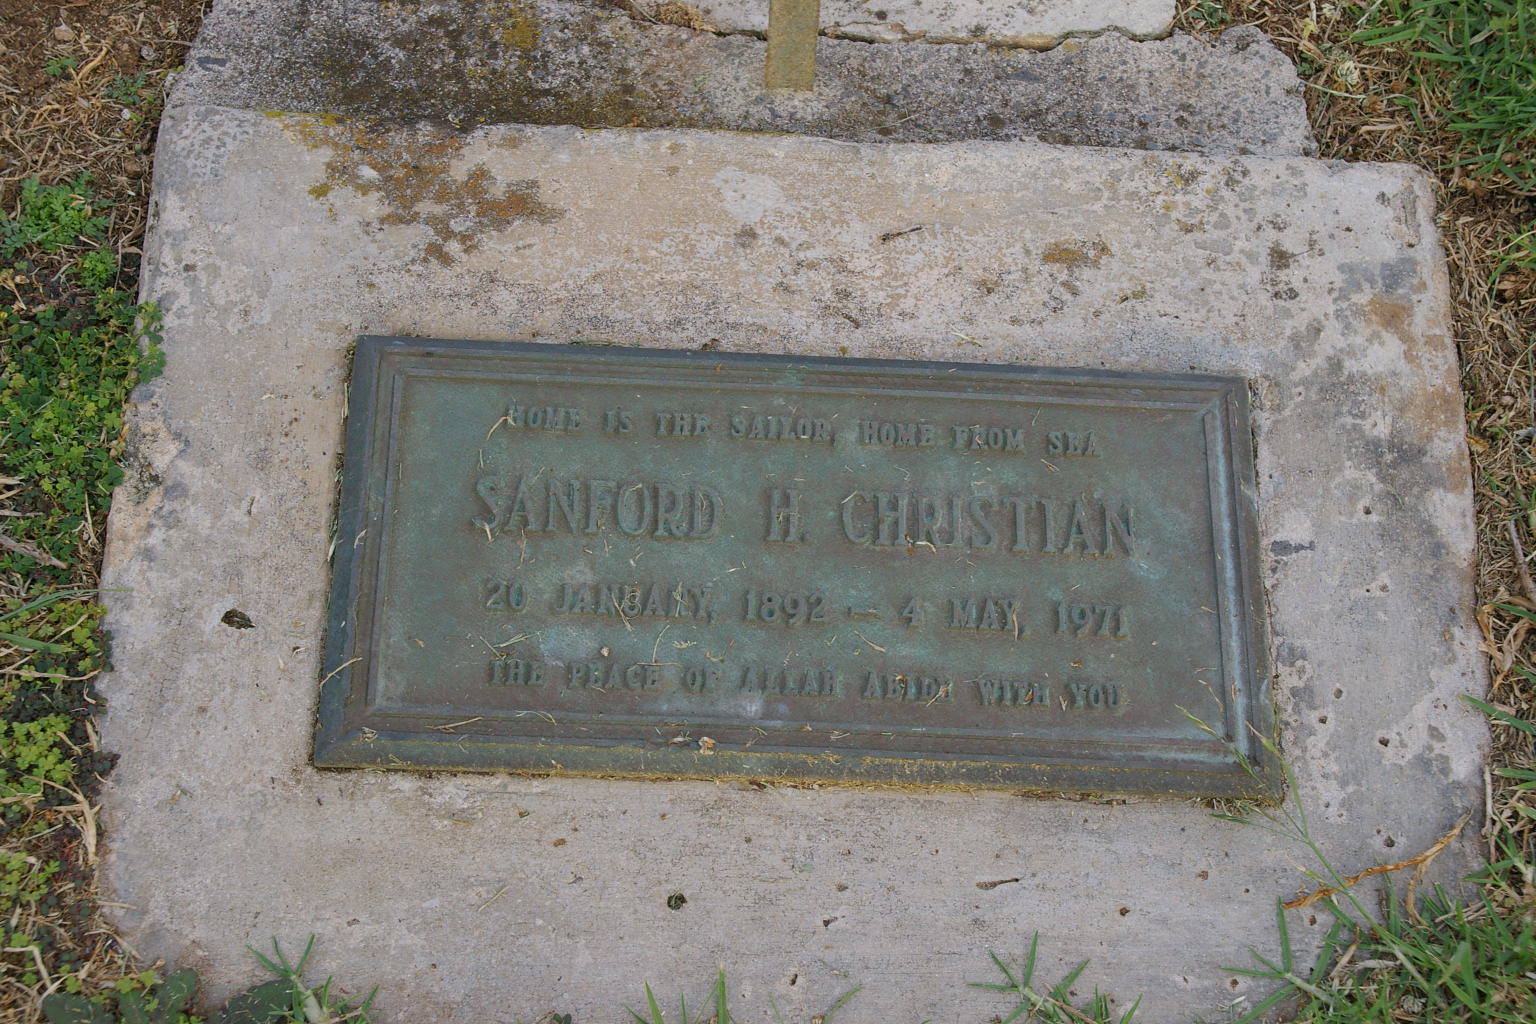 HOME IS THE SAILOR, HOME FROM SEA
SANFORD H. CHRISTIAN
20 JANUARY, 1892 — 4 MAY, 1971
THE PEACE OF ALLAH ABIDE WITH YOU